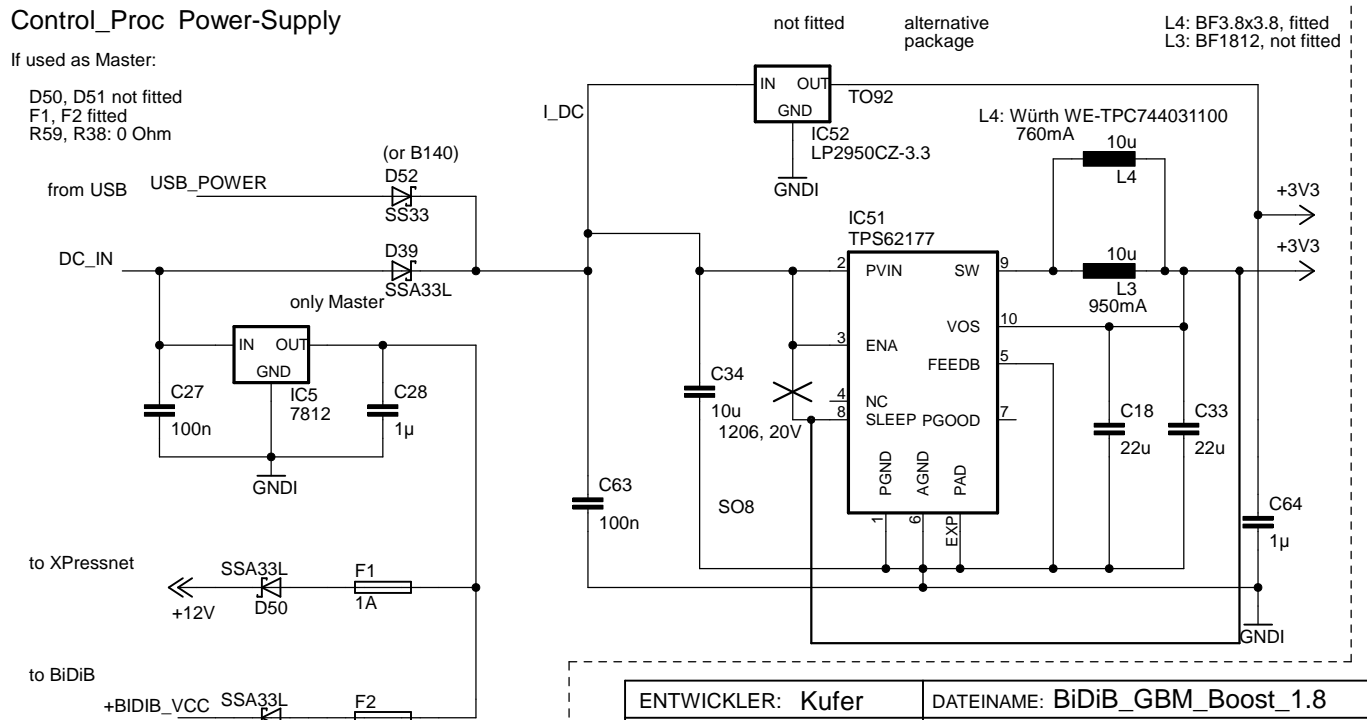 Control_Proc Power-Supply
If used as Master:
D50, D51 not fitted
F1, F2 fitted
R59, R38: 0 Ohm
not fitted
alternative
package
L4: BF3.8x3.8, fitted
L3: BF1812, not fitted
I_DC
IN
OUT
GND
TO92
IC52
LP2950CZ-3.3
GNDI
L4: Würth WE-TPC744031100
760mA
10u
L4
+3V3
(or B140)
from USB
USB_POWER
D52
SS33
DC_IN
D39
SSA33L
only Master
IN
OUT
GND
IC5
7812
C27
100n
C28
1µ
GNDI
IC51
TPS62177
2
PVIN
SW
9
10u
L3
950mA
+3V3
VOS
10
3
ENA
FEEDB
5
4
NC
8
SLEEP
PGOOD
7
PGND
AGND
PAD
1
6
EXP
C34
10u
1206, 20V
SO8
C63
100n
C18
22u
C33
22u
C64
1µ
GNDI
to XPressnet
SSA33L
D50
+12V
F1
1A
to BiDiB
+BIDIB_VCC
SSA33L
F2
ENTWICKLER: Kufer
DATEINAME: BiDiB_GBM_Boost_1.8